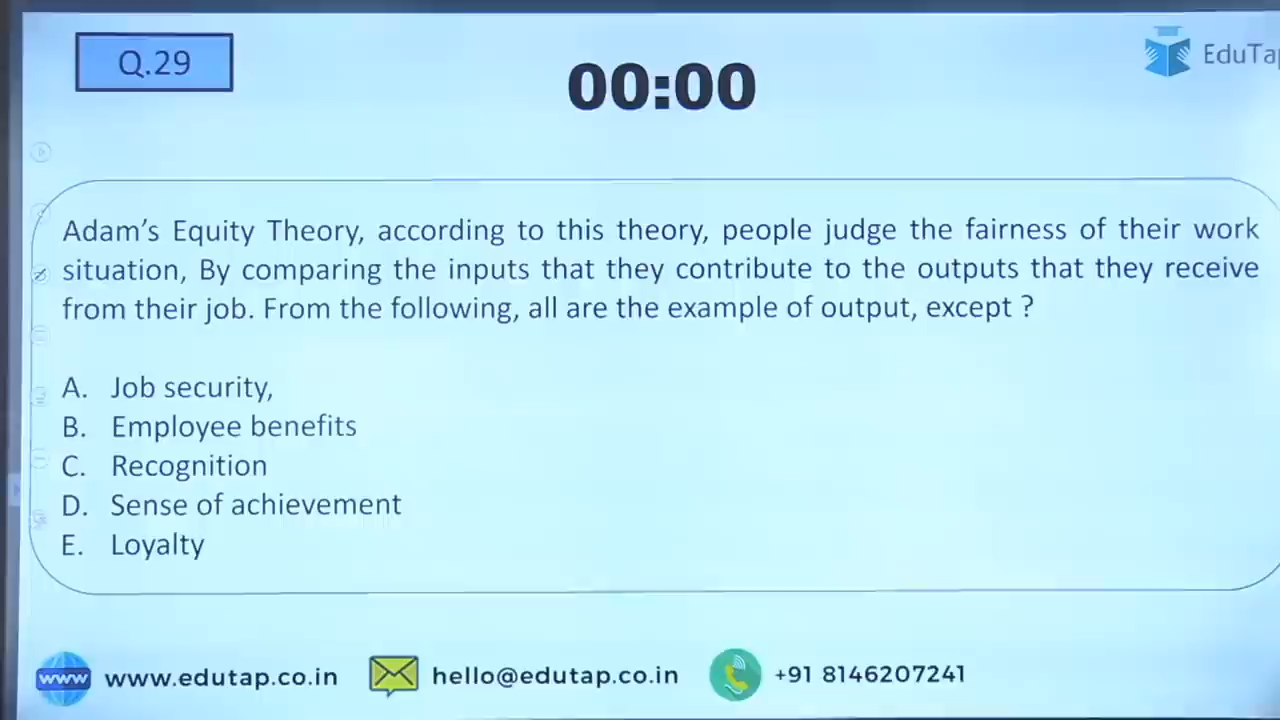 Q.29
00:00
EduTap
Adam's Equity Theory, according to this theory, people judge the fairness of their work
situation, By comparing the inputs that they contribute to the outputs that they receive
from their job. From the following, all are the example of output, except ?
A. Job security,
B. Employee benefits
C. Recognition
D. Sense of achievement
E. Loyalty
www www.edutap.co.in
hello@edutap.co.in
+91 8146207241